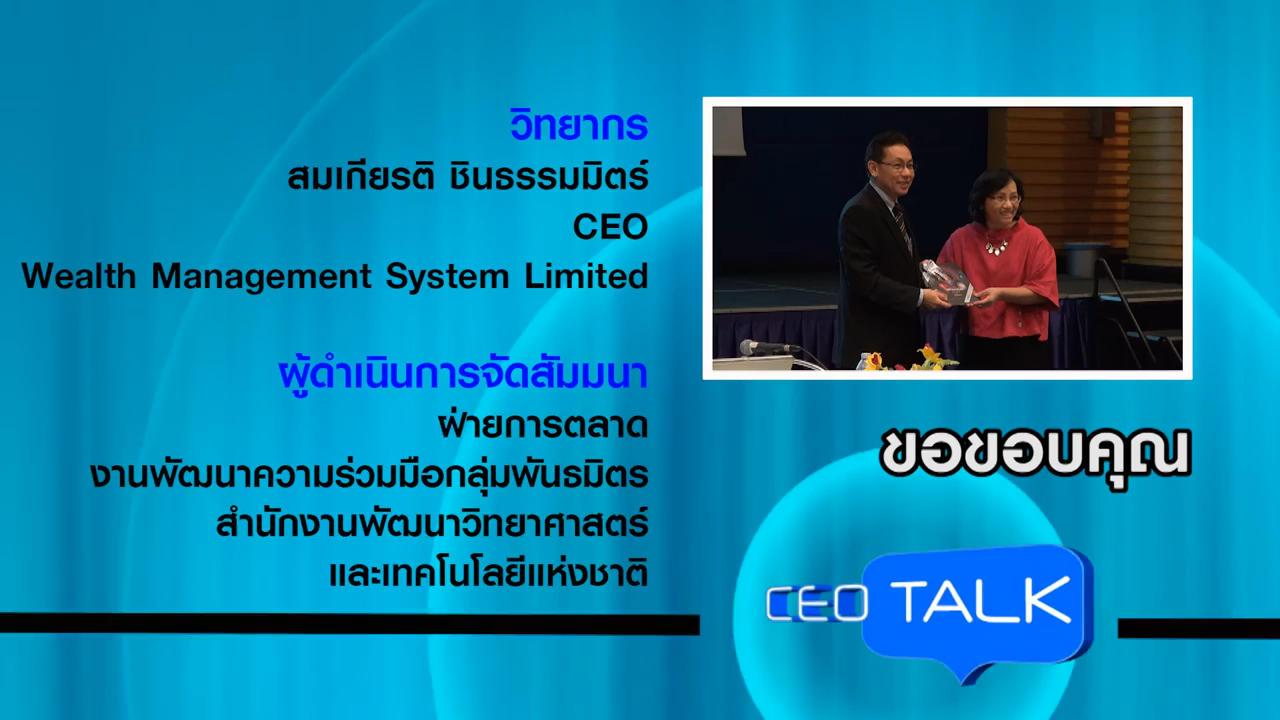 วิทยากร
สมเกียรติ ชินธรรมมิตร์
CEO
Wealth Management System Limited
ผู้ดำเนินการจัดสัมมนา
ฝ่ายการตลาด
งานพัฒนาความร่วมมือกลุ่มพันธมิตร
สำนักงานพัฒนาวิทยาศาสตร์
และเทคโนโลยีแห่งชาติ
ขอขอบคุณ
CEO TALK